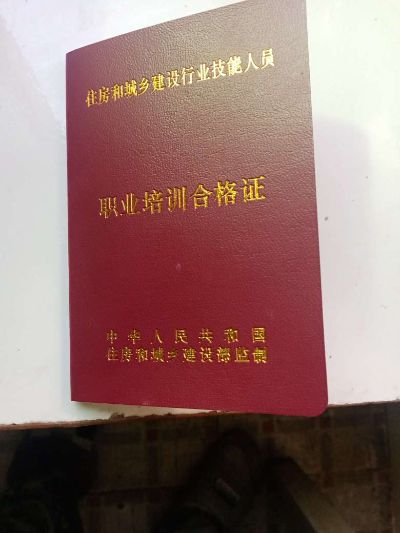 住房和城乡建设行业技能人员
职业培训合格证
中华人民共和国
住房和城乡建设部监制